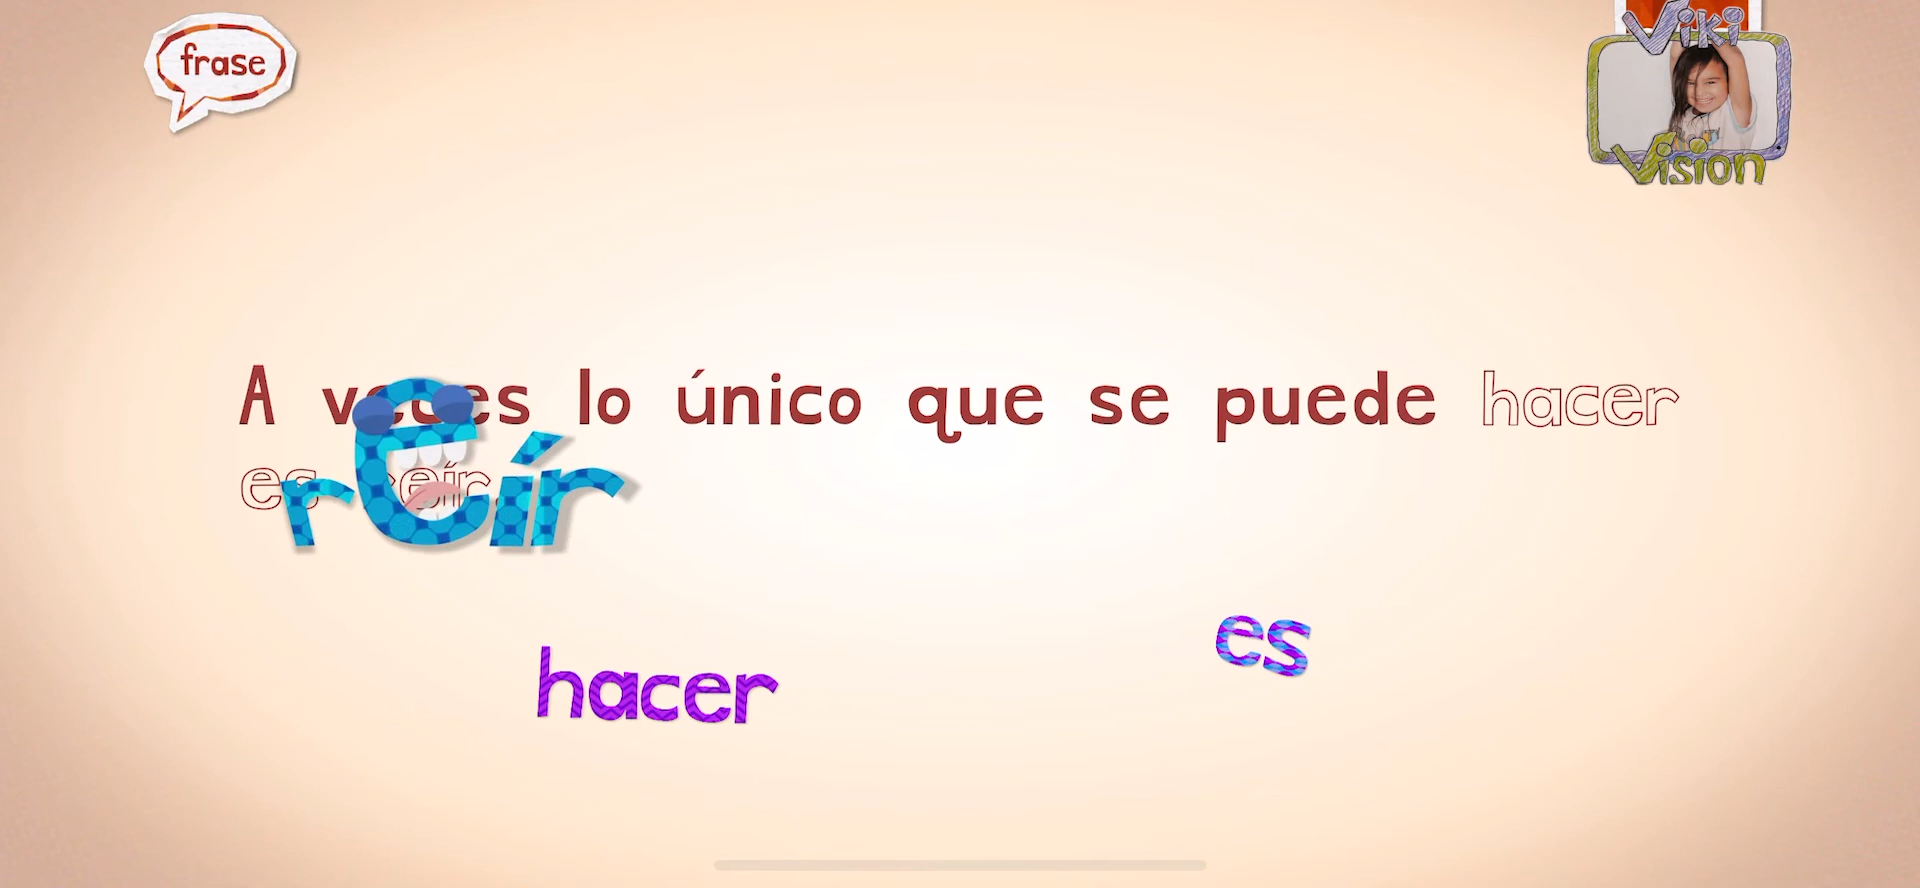 frase
Viki
Vision
A veces lo único que se puede hacer
es reír.
reír
hacer
es